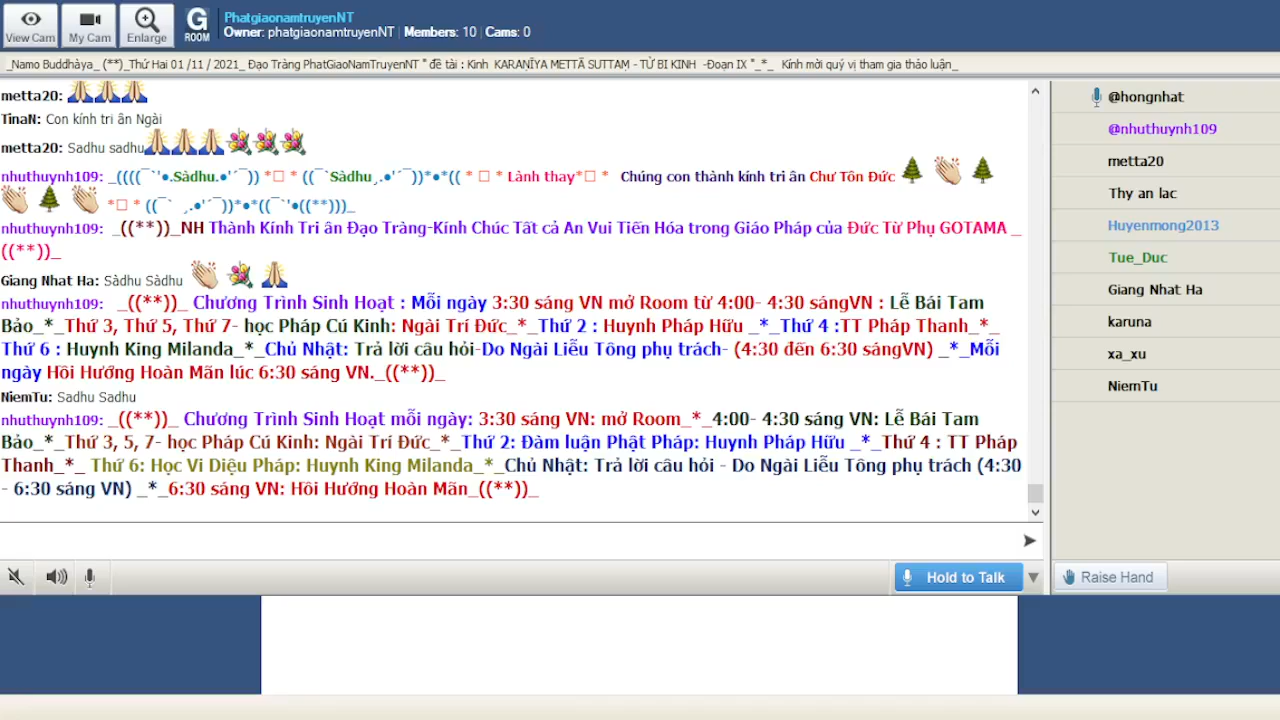 View Cam
My Cam
Enlarge
G
ROOM
PhatgiaonamtruyenNT
Owner: phatgiaonamtruyenNT | Members: 10 | Cams: 0
_Namo Buddhàya_ (**)_Thứ Hai 01 /11 / 2021_ Đạo Tràng PhatGiaoNamTruyenNT " đề tài : Kinh KARAṆĪYA METTĀ SUTTAṂ - TỪ BI KINH -Đoạn IX "_*_ Kính mời quý vị tham gia thảo luận_
metta20: 🙏🙏🙏
TinaN: Con kính tri ân Ngài
metta20: Sadhu sadhu🙏🙏🙏💐💐💐
nhuthuynh109: _((((¯`'●.Sàdhu.●'´¯)) *□ * ((¯`Sàdhu¸.●'´¯))*●*(( * □ * Lành thay*□ * Chúng con thành kính tri ân Chư Tôn Đức 🌲 👏 🌲
👏 🌲 👏 *□ * ((¯` ¸.●'´¯))*●*((¯`'●((**)))_
nhuthuynh109: _((**))_NH Thành Kính Tri ân Đạo Tràng-Kính Chúc Tất cả An Vui Tiến Hóa trong Giáo Pháp của Đức Từ Phụ GOTAMA _
((**))_
Giang Nhat Ha: Sàdhu Sàdhu 👏 💐 🙏
nhuthuynh109: _((**))_ Chương Trình Sinh Hoạt : Mỗi ngày 3:30 sáng VN mở Room từ 4:00- 4:30 sángVN : Lễ Bái Tam
Bảo_*_Thứ 3, Thứ 5, Thứ 7- học Pháp Cú Kinh: Ngài Trí Đức_*_Thứ 2 : Huynh Pháp Hữu _*_Thứ 4 :TT Pháp Thanh_*_
Thứ 6 : Huynh King Milanda_*_Chủ Nhật: Trả lời câu hỏi-Do Ngài Liễu Tông phụ trách- (4:30 đến 6:30 sángVN) _*_Mỗi
ngày Hồi Hướng Hoàn Mãn lúc 6:30 sáng VN._((**))_
NiemTu: Sadhu Sadhu
nhuthuynh109: _((**))_ Chương Trình Sinh Hoạt mỗi ngày: 3:30 sáng VN: mở Room_*_4:00- 4:30 sáng VN: Lễ Bái Tam
Bảo_*_Thứ 3, 5, 7- học Pháp Cú Kinh: Ngài Trí Đức_*_Thứ 2: Đàm luận Phật Pháp: Huynh Pháp Hữu _*_Thứ 4 : TT Pháp
Thanh_*_ Thứ 6: Học Vi Diệu Pháp: Huynh King Milanda_*_Chủ Nhật: Trả lời câu hỏi - Do Ngài Liễu Tông phụ trách (4:30
- 6:30 sáng VN) _*_6:30 sáng VN: Hồi Hướng Hoàn Mãn_((**))_
@hongnhat
@nhuthuynh109
metta20
Thy an lac
Huyenmong2013
Tue_Duc
Giang Nhat Ha
karuna
xa_xu
NiemTu
Hold to Talk
Raise Hand